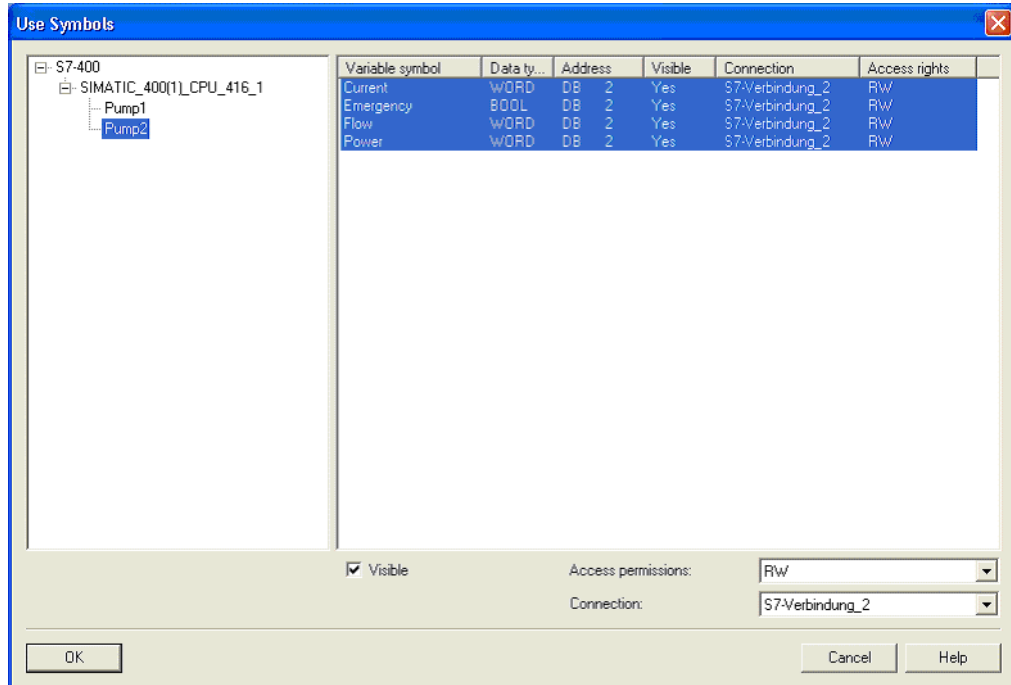 Use Symbols
S7-400
SIMATIC_400(1)_CPU_416_1
Pump1
Pump2
Variable symbol Data ty... Address Visible Connection Access rights
Current WORD DB 2 Yes S7-Verbindung_2 RW
Emergency BOOL DB 2 Yes S7-Verbindung_2 RW
Flow WORD DB 2 Yes S7-Verbindung_2 RW
Power WORD DB 2 Yes S7-Verbindung_2 RW
Visible Access permissions: RW
Connection: S7-Verbindung_2
OK Cancel Help